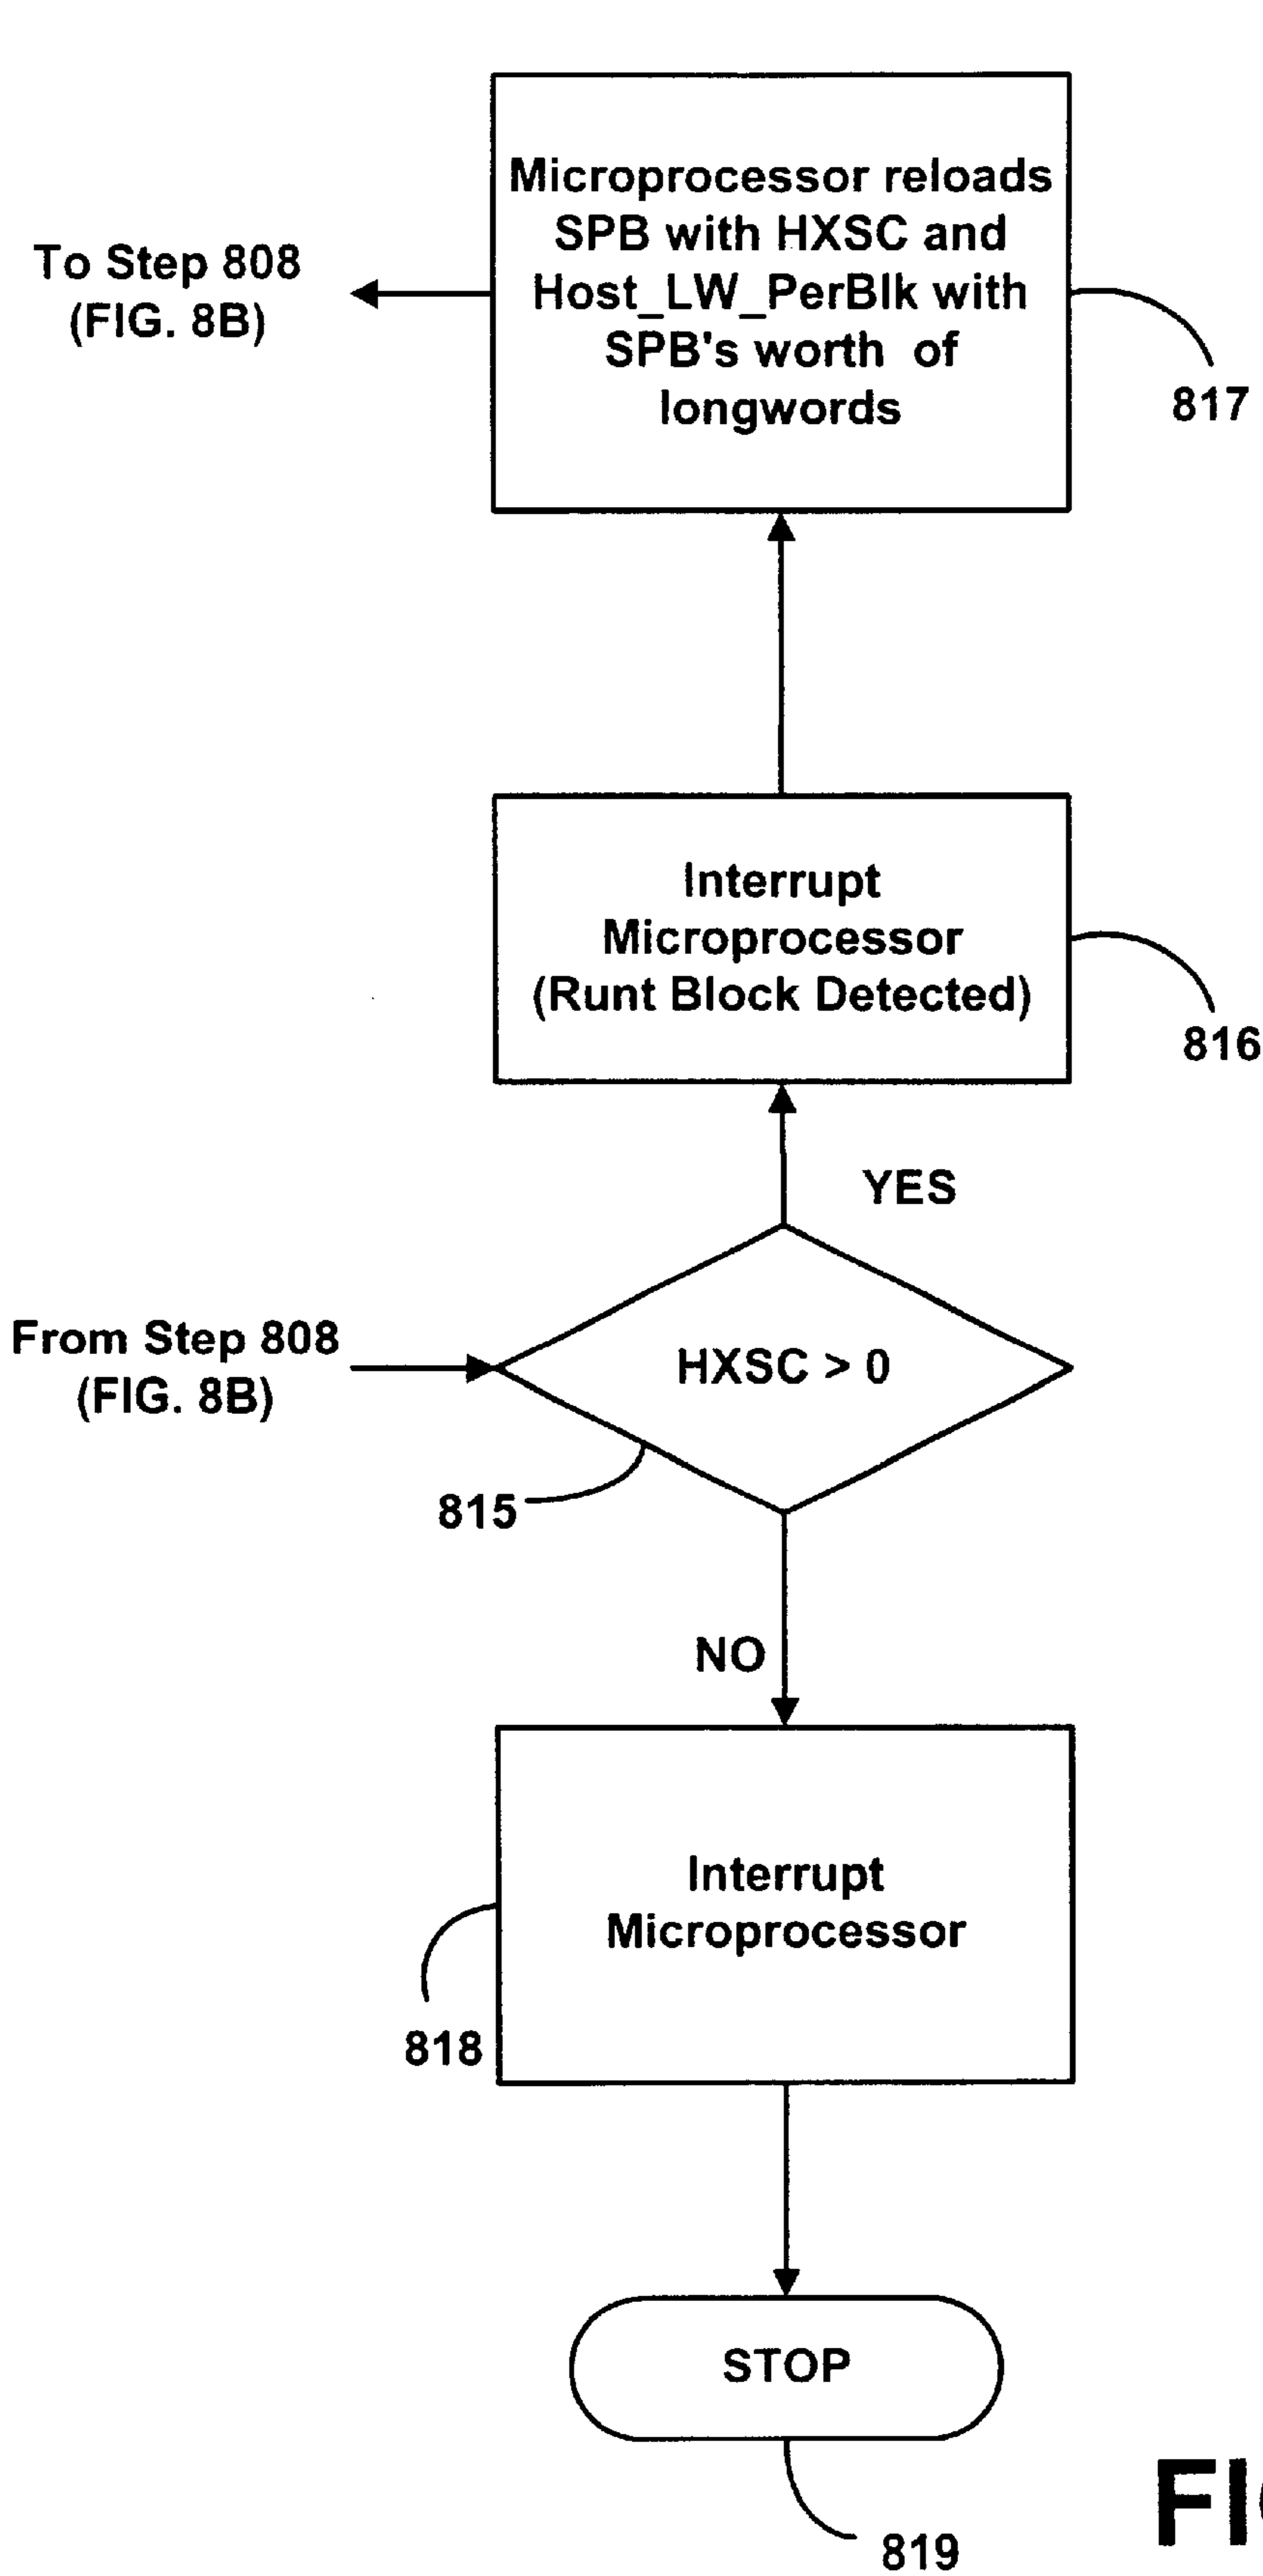 Microprocessor reloads
SPB with HXSC and
Host_LW_PerBlk with
SPB's worth of
longwords
To Step 808
(FIG. 8B)
817
Interrupt
Microprocessor
(Runt Block Detected)
816
YES
From Step 808
(FIG. 8B)
HXSC > 0
815
NO
Interrupt
Microprocessor
818
STOP
819